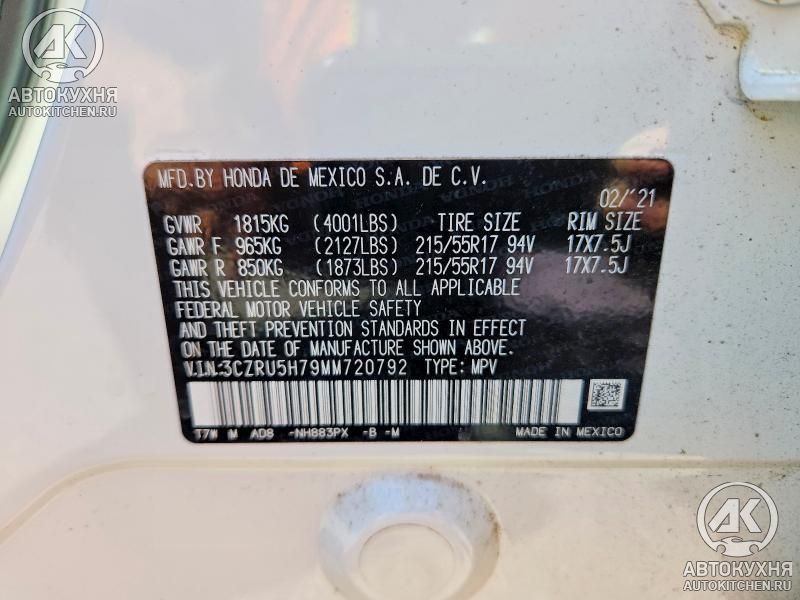 АК
АВТОКУХНЯ
AUTOKITCHEN.RU
MFD.BY HONDA DE MEXICO S.A. DE C.V.
02/'21
GVWR 1815KG (4001LBS) TIRE SIZE RIM SIZE
GAWR F 965KG (2127LBS) 215/55R17 94V 17X7.5J
GAWR R 850KG (1873LBS) 215/55R17 94V 17X7.5J
THIS VEHICLE CONFORMS TO ALL APPLICABLE
FEDERAL MOTOR VEHICLE SAFETY
AND THEFT PREVENTION STANDARDS IN EFFECT
ON THE DATE OF MANUFACTURE SHOWN ABOVE.
V.I.N.3CZRU5H79MM720792 TYPE: MPV
T7W M AD8 -NH883PX -B -M MADE IN MEXICO
АК
АВТОКУХНЯ
AUTOKITCHEN.RU